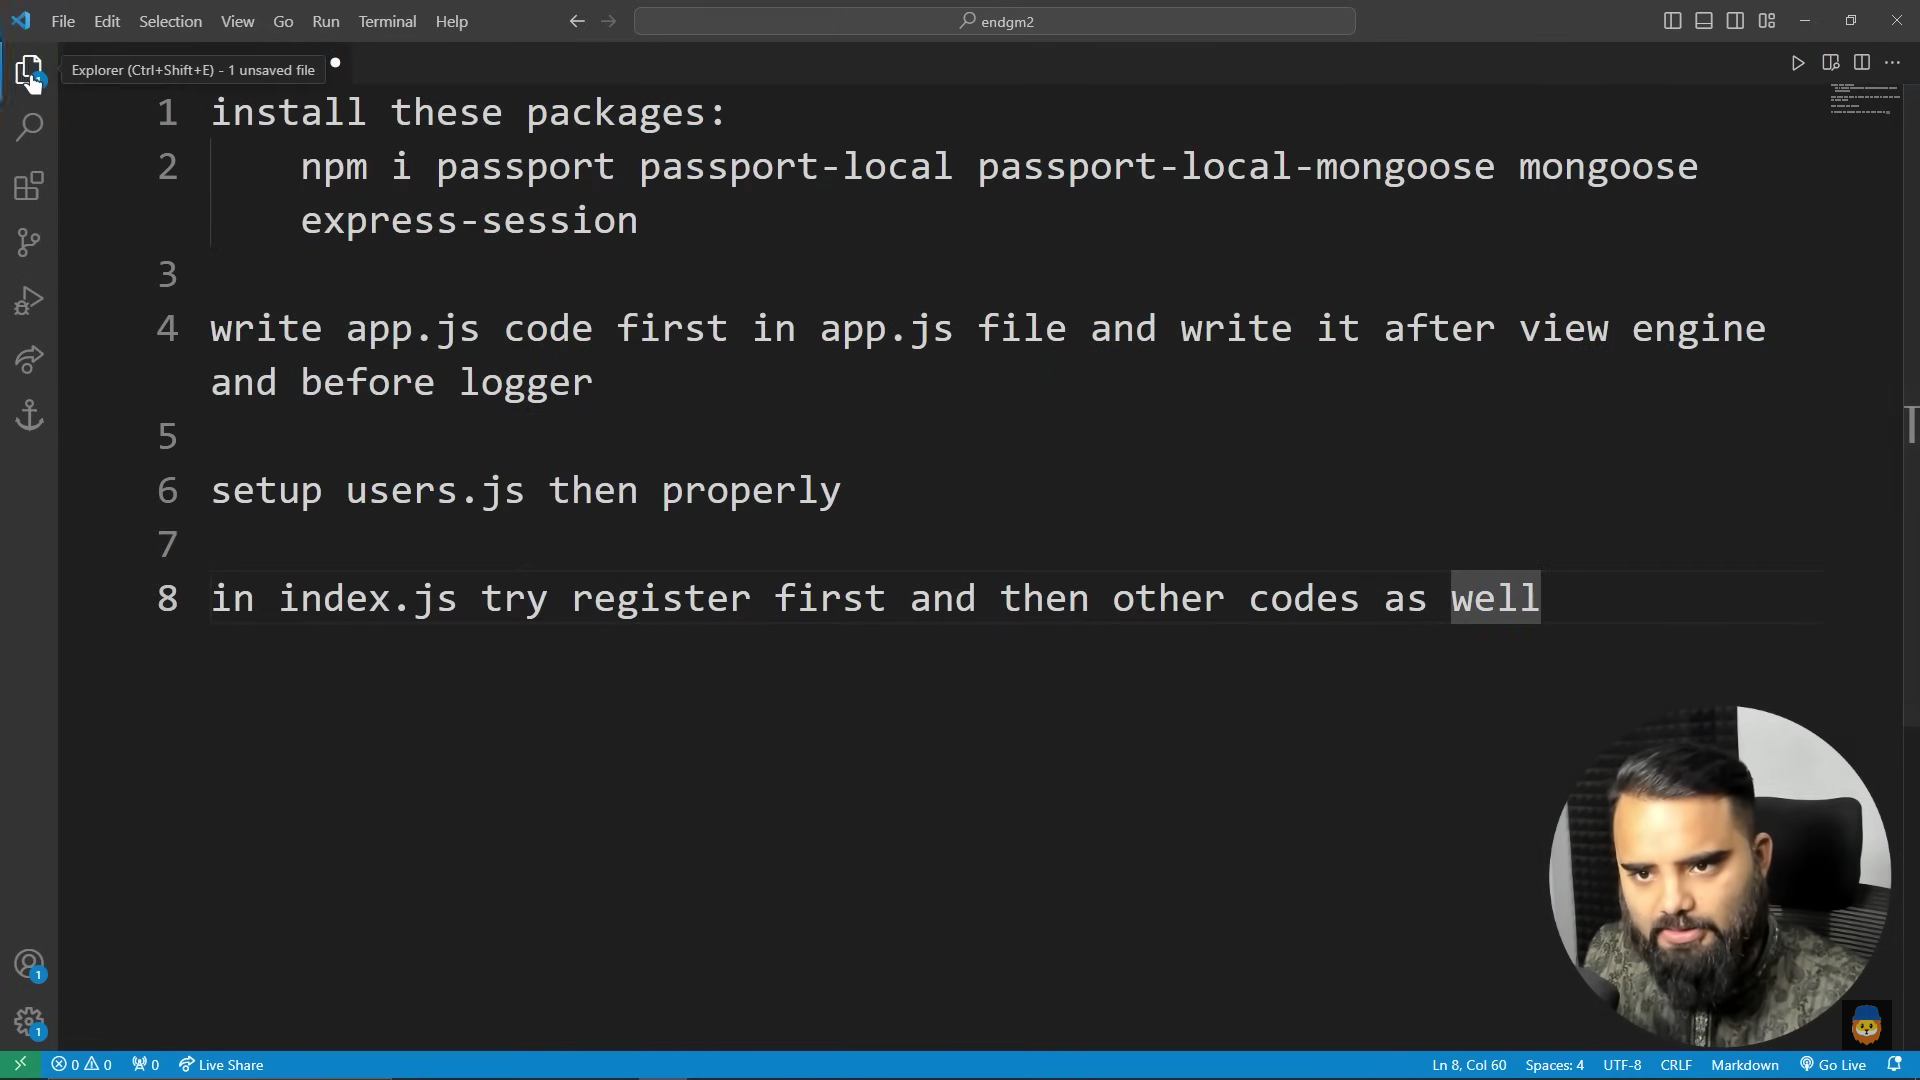 File Edit Selection View Go Run Terminal Help
endgm2
Explorer (Ctrl+Shift+E) - 1 unsaved file
1 install these packages:
2 npm i passport passport-local passport-local-mongoose mongoose
express-session
3
4 write app.js code first in app.js file and write it after view engine
and before logger
5
6 setup users.js then properly
7
8 in index.js try register first and then other codes as well
1
1
0 0 0 Live Share Ln 8, Col 60 Spaces: 4 UTF-8 CRLF Markdown Go Live